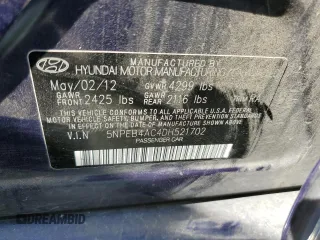 MANUFACTURED BY
HYUNDAI MOTOR MANUFACTURING
May/02/12 GVWR 4299 lbs
GAWR FRONT 2425 lbs GAWR REAR 2116 lbs
THIS VEHICLE CONFORMS TO ALL APPLICABLE U.S.A. FEDERAL
MOTOR VEHICLE SAFETY, BUMPER, AND THEFT PREVENTION
STANDARDS IN EFFECT ON THE DATE OF MANUFACTURE
SHOWN ABOVE.
V.I.N 5NPEB4AC4DH521702
PASSENGER CAR
DREAMBID